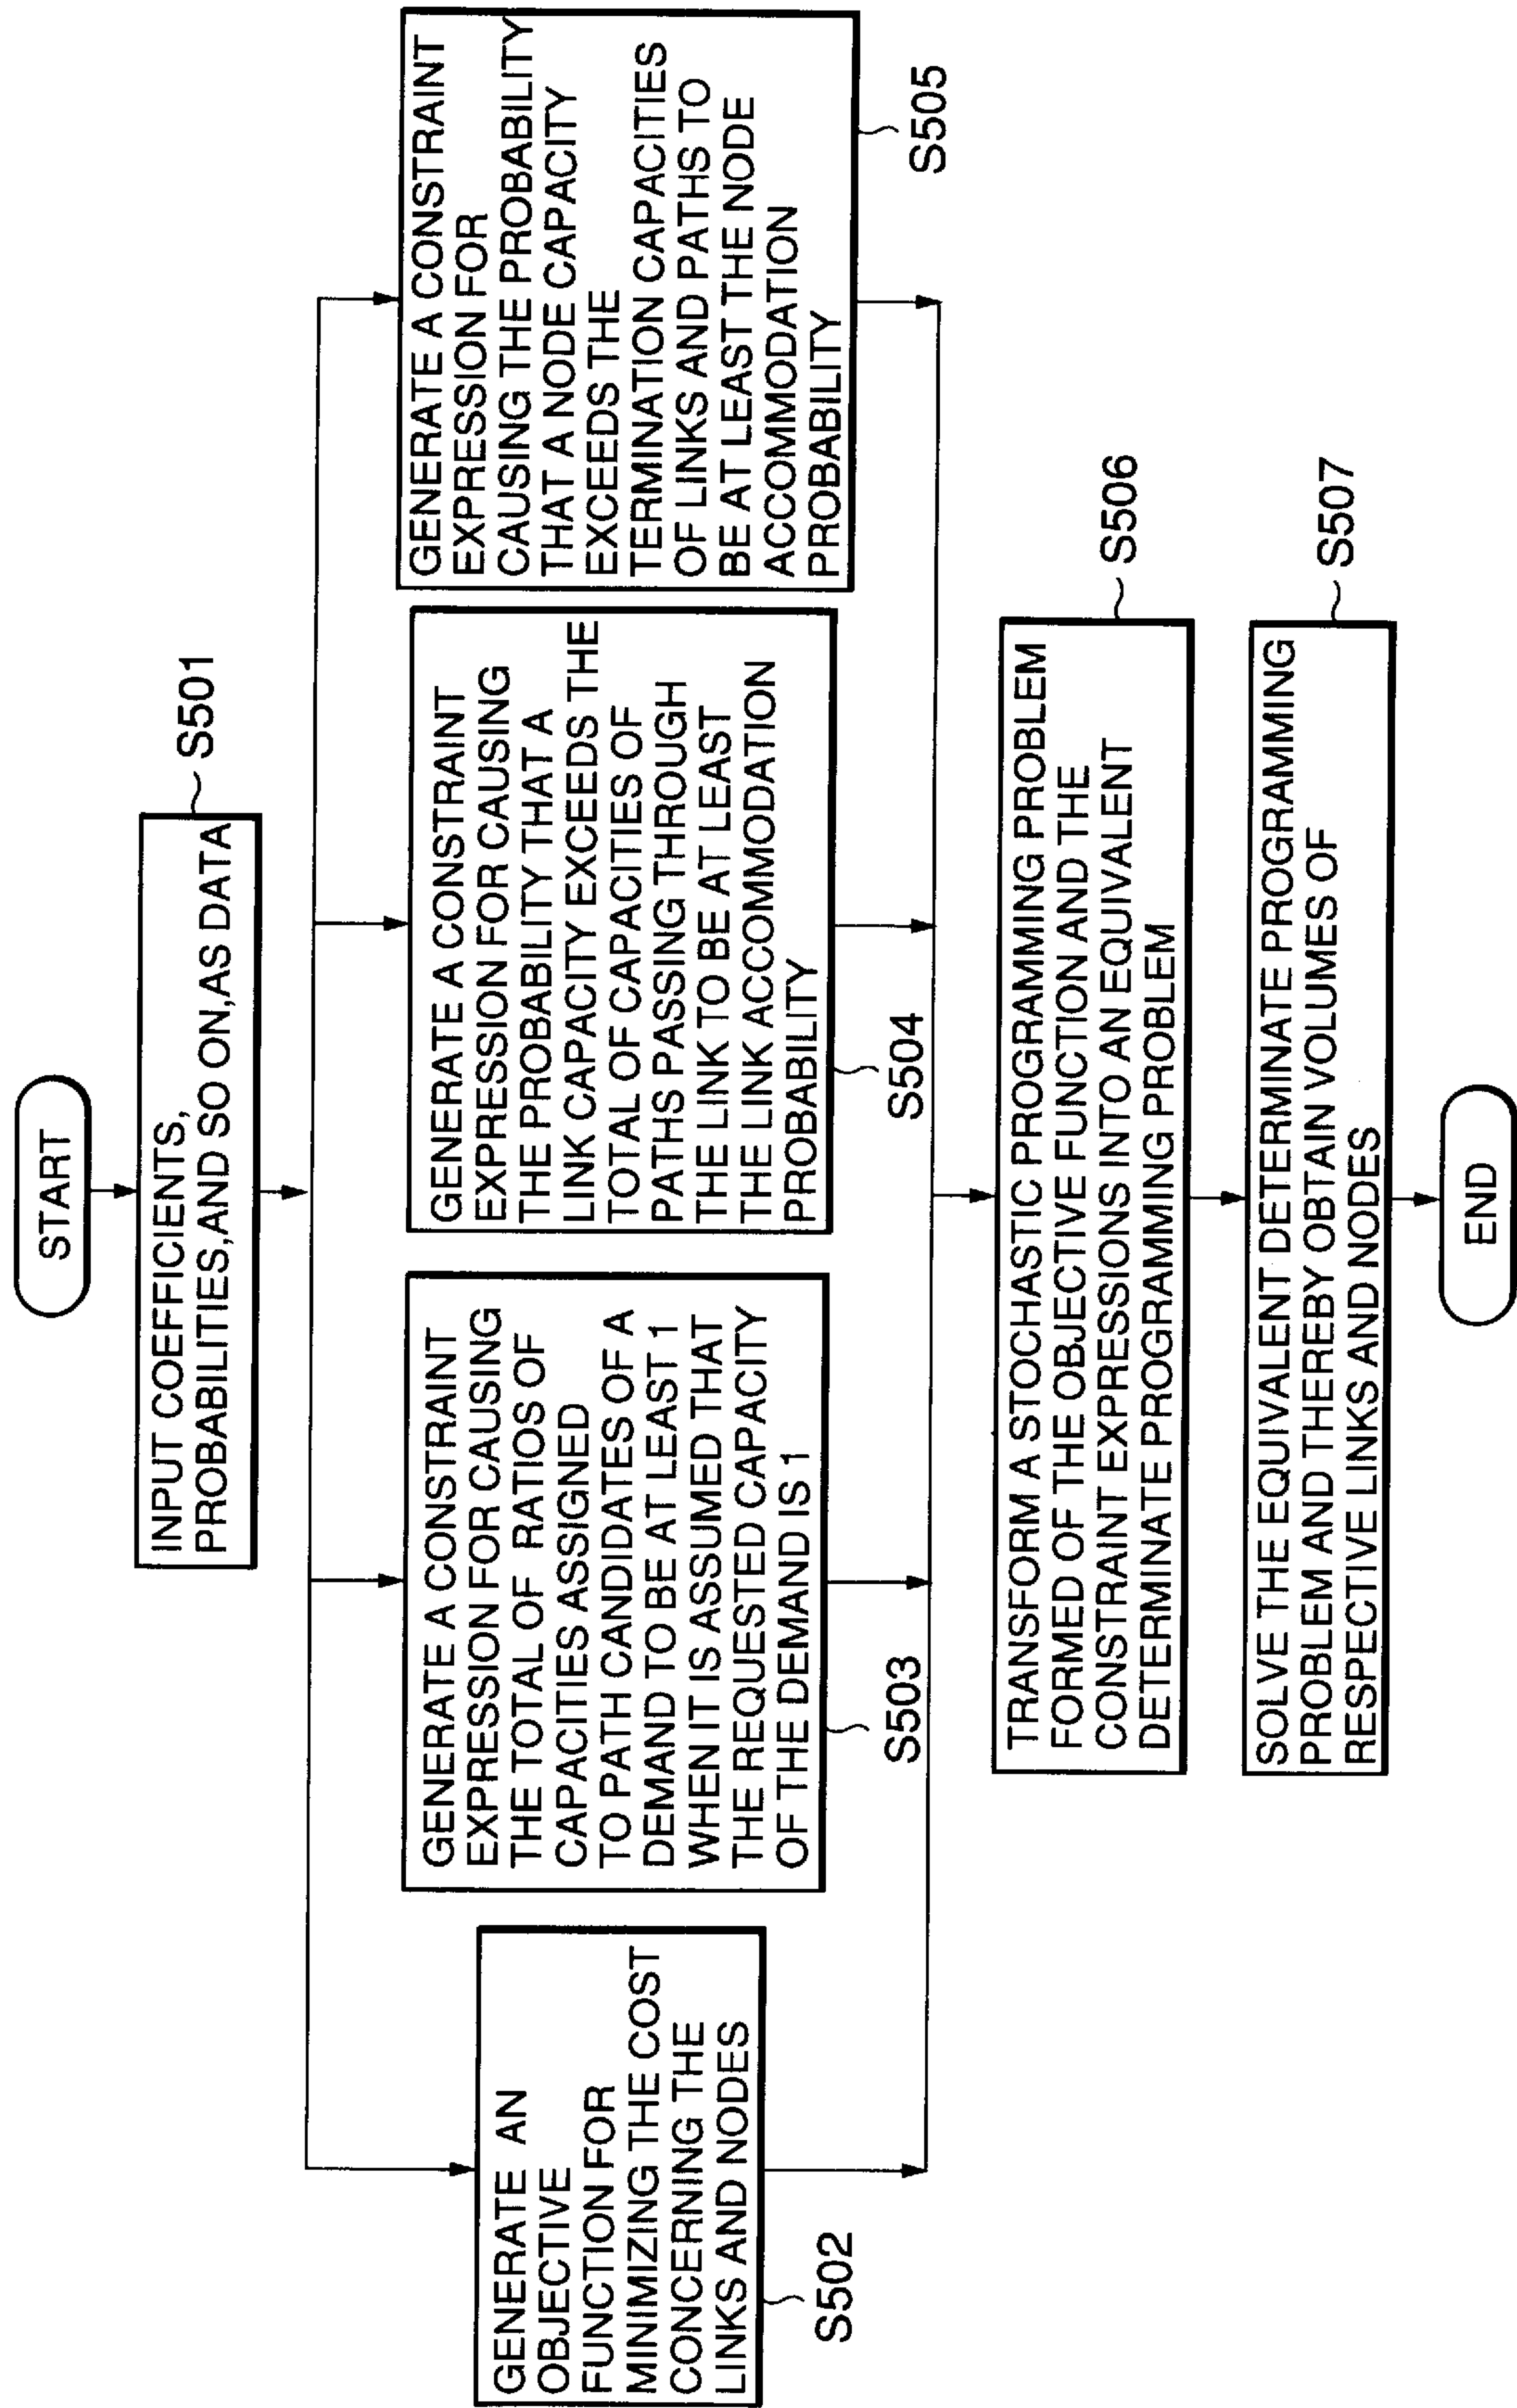 START
INPUT COEFFICIENTS,
PROBABILITIES,AND SO ON,AS DATA
S501
GENERATE AN
OBJECTIVE
FUNCTION FOR
MINIMIZING THE COST
CONCERNING THE
LINKS AND NODES
S502
GENERATE A CONSTRAINT
EXPRESSION FOR CAUSING
THE TOTAL OF RATIOS OF
CAPACITIES ASSIGNED
TO PATH CANDIDATES OF A
DEMAND TO BE AT LEAST 1
WHEN IT IS ASSUMED THAT
THE REQUESTED CAPACITY
OF THE DEMAND IS 1
S503
GENERATE A CONSTRAINT
EXPRESSION FOR CAUSING
THE PROBABILITY THAT A
LINK CAPACITY EXCEEDS THE
TOTAL OF CAPACITIES OF
PATHS PASSING THROUGH
THE LINK TO BE AT LEAST
THE LINK ACCOMMODATION
PROBABILITY
S504
GENERATE A CONSTRAINT
EXPRESSION FOR
CAUSING THE PROBABILITY
THAT A NODE CAPACITY
EXCEEDS THE
TERMINATION CAPACITIES
OF LINKS AND PATHS TO
BE AT LEAST THE NODE
ACCOMMODATION
PROBABILITY
S505
TRANSFORM A STOCHASTIC PROGRAMMING PROBLEM
FORMED OF THE OBJECTIVE FUNCTION AND THE
CONSTRAINT EXPRESSIONS INTO AN EQUIVALENT
DETERMINATE PROGRAMMING PROBLEM
S506
SOLVE THE EQUIVALENT DETERMINATE PROGRAMMING
PROBLEM AND THEREBY OBTAIN VOLUMES OF
RESPECTIVE LINKS AND NODES
S507
END